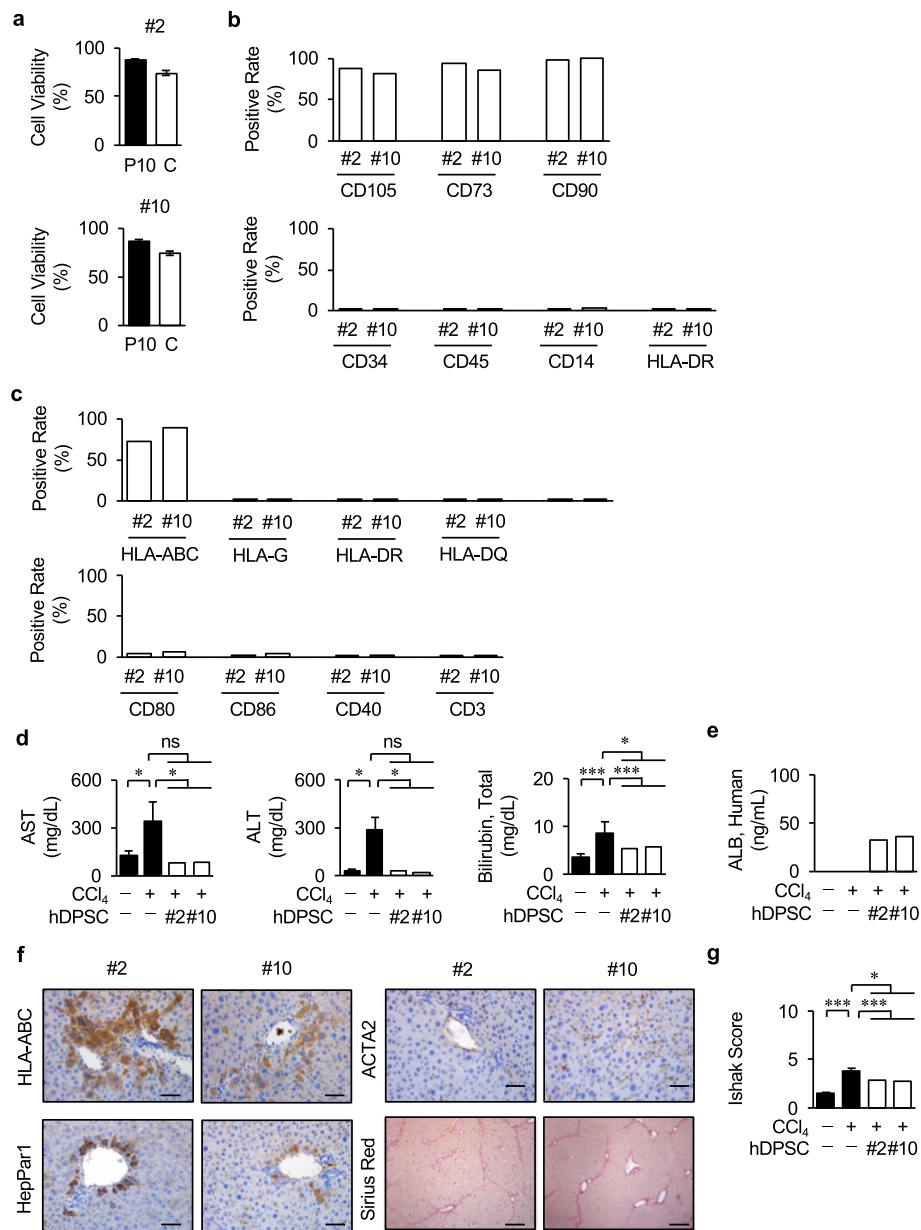 a
#2
Cell Viability
(%)
100
50
0
P10 C
#10
Cell Viability
(%)
100
50
0
P10 C
b
Positive Rate
(%)
100
50
0
#2 #10 #2 #10 #2 #10
CD105 CD73 CD90
Positive Rate
(%)
100
50
0
#2 #10 #2 #10 #2 #10 #2 #10
CD34 CD45 CD14 HLA-DR
c
Positive Rate
(%)
100
50
0
#2 #10 #2 #10 #2 #10 #2 #10
HLA-ABC HLA-G HLA-DR HLA-DQ
Positive Rate
(%)
100
50
0
#2 #10 #2 #10 #2 #10 #2 #10
CD80 CD86 CD40 CD3
d
ns
* *
AST
(mg/dL)
600
300
0
CCl4 – + + +
hDPSC – – #2#10
ns
* *
ALT
(mg/dL)
600
300
0
– + + +
– – #2#10
*
*** ***
Bilirubin, Total
(mg/dL)
20
10
0
– + + +
– – #2#10
e
ALB, Human
(ng/mL)
100
50
0
CCl4 – + + +
hDPSC – – #2#10
f
#2 #10 #2 #10
HLA-ABC
ACTA2
HepPar1
Sirius Red
g
*
*** ***
Ishak Score
10
5
0
CCl4 – + + +
hDPSC – – #2#10